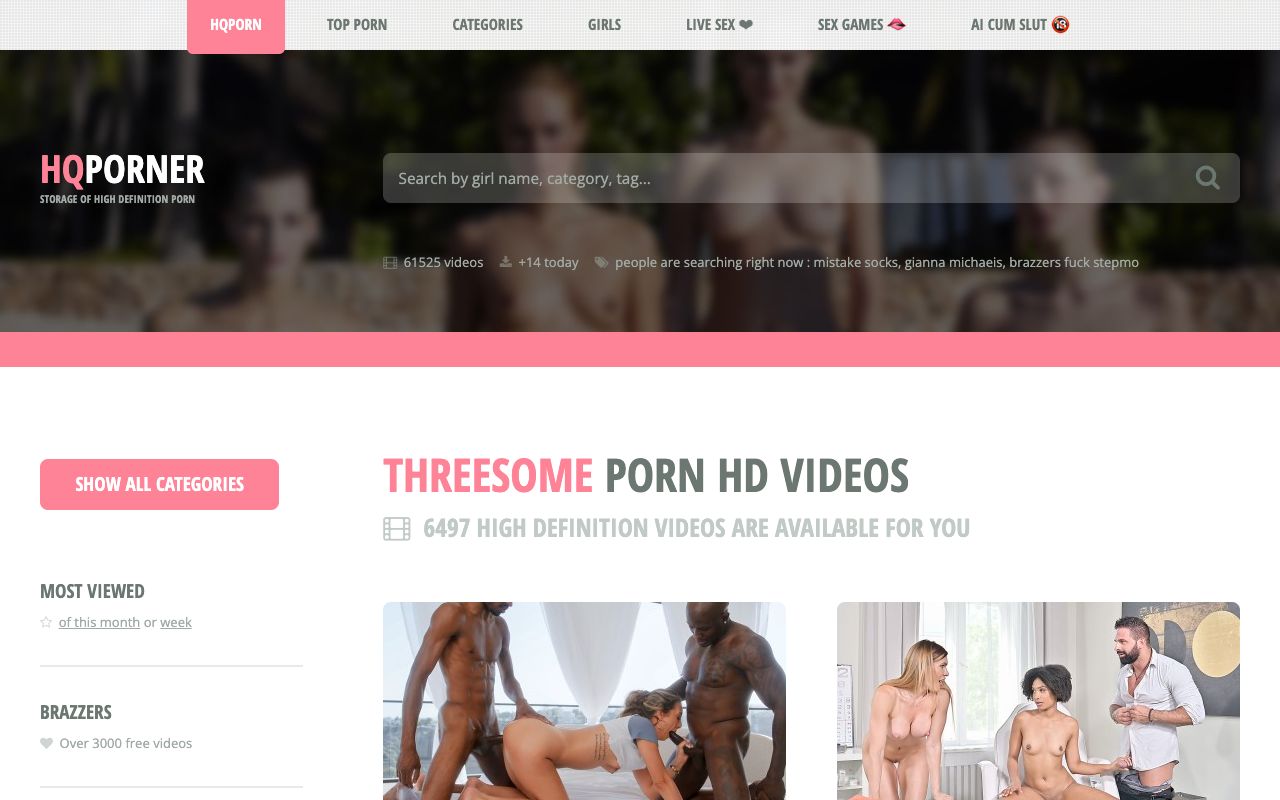 HQPORN
TOP PORN
CATEGORIES
GIRLS
LIVE SEX ❤
SEX GAMES 🫦
AI CUM SLUT 🔞
HQPORNER
STORAGE OF HIGH DEFINITION PORN
Search by girl name, category, tag...
61525 videos
+14 today
people are searching right now : mistake socks, gianna michaeis, brazzers fuck stepmo
SHOW ALL CATEGORIES
THREESOME PORN HD VIDEOS
6497 HIGH DEFINITION VIDEOS ARE AVAILABLE FOR YOU
MOST VIEWED
of this month or week
BRAZZERS
Over 3000 free videos